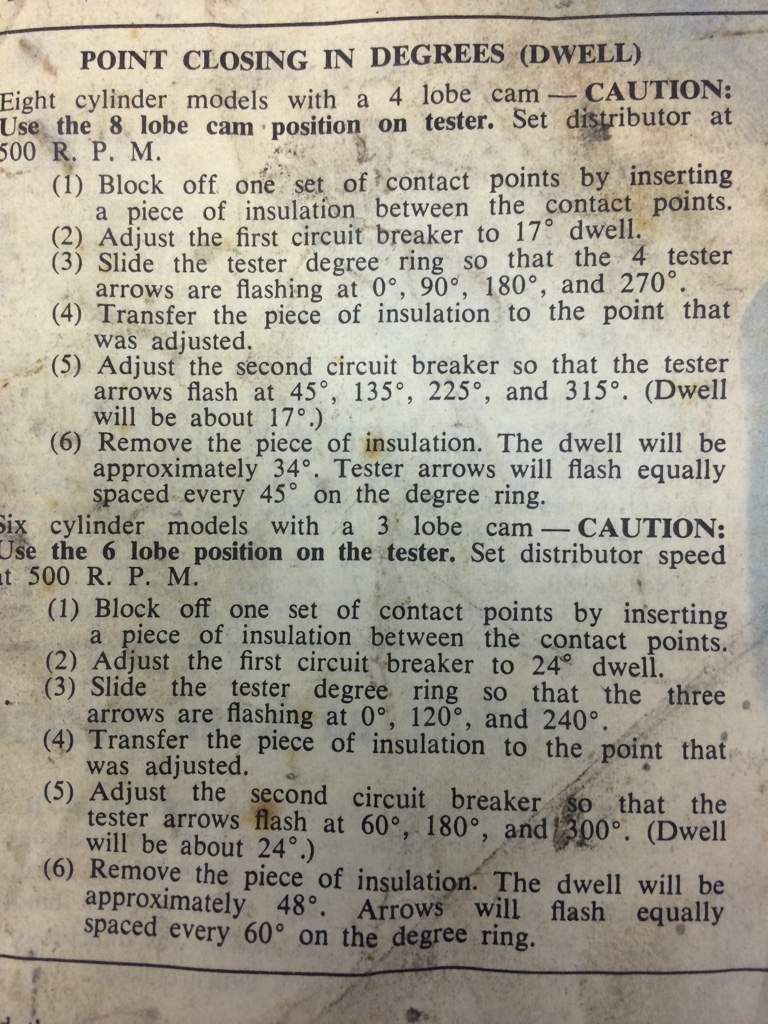 POINT CLOSING IN DEGREES (DWELL)
Eight cylinder models with a 4 lobe cam — CAUTION:
Use the 8 lobe cam position on tester. Set distributor at
500 R. P. M.
(1) Block off one set of contact points by inserting
a piece of insulation between the contact points.
(2) Adjust the first circuit breaker to 17° dwell.
(3) Slide the tester degree ring so that the 4 tester
arrows are flashing at 0°, 90°, 180°, and 270°.
(4) Transfer the piece of insulation to the point that
was adjusted.
(5) Adjust the second circuit breaker so that the tester
arrows flash at 45°, 135°, 225°, and 315°. (Dwell
will be about 17°.)
(6) Remove the piece of insulation. The dwell will be
approximately 34°. Tester arrows will flash equally
spaced every 45° on the degree ring.
Six cylinder models with a 3 lobe cam — CAUTION:
Use the 6 lobe position on the tester. Set distributor speed
at 500 R. P. M.
(1) Block off one set of contact points by inserting
a piece of insulation between the contact points.
(2) Adjust the first circuit breaker to 24° dwell.
(3) Slide the tester degree ring so that the three
arrows are flashing at 0°, 120°, and 240°.
(4) Transfer the piece of insulation to the point that
was adjusted.
(5) Adjust the second circuit breaker so that the
tester arrows flash at 60°, 180°, and 300°. (Dwell
will be about 24°.)
(6) Remove the piece of insulation. The dwell will be
approximately 48°. Arrows will flash equally
spaced every 60° on the degree ring.